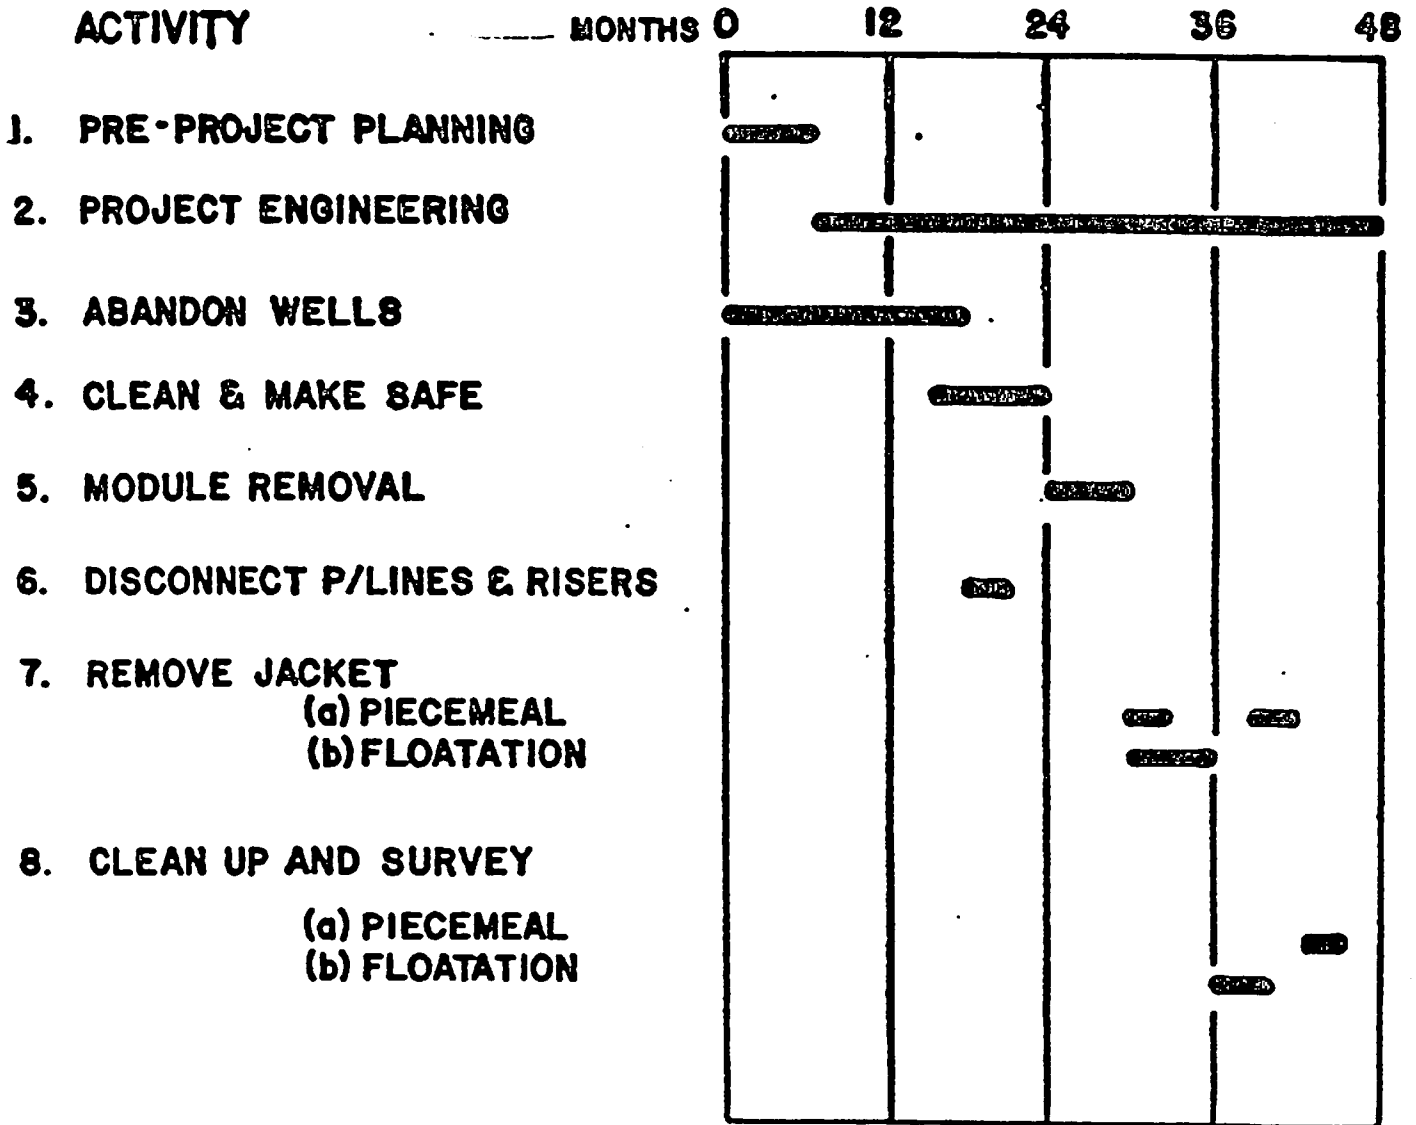 ACTIVITY MONTHS 0 12 24 36 48
1. PRE-PROJECT PLANNING
2. PROJECT ENGINEERING
3. ABANDON WELLS
4. CLEAN & MAKE SAFE
5. MODULE REMOVAL
6. DISCONNECT P/LINES & RISERS
7. REMOVE JACKET
(a) PIECEMEAL
(b) FLOATATION
8. CLEAN UP AND SURVEY
(a) PIECEMEAL
(b) FLOATATION